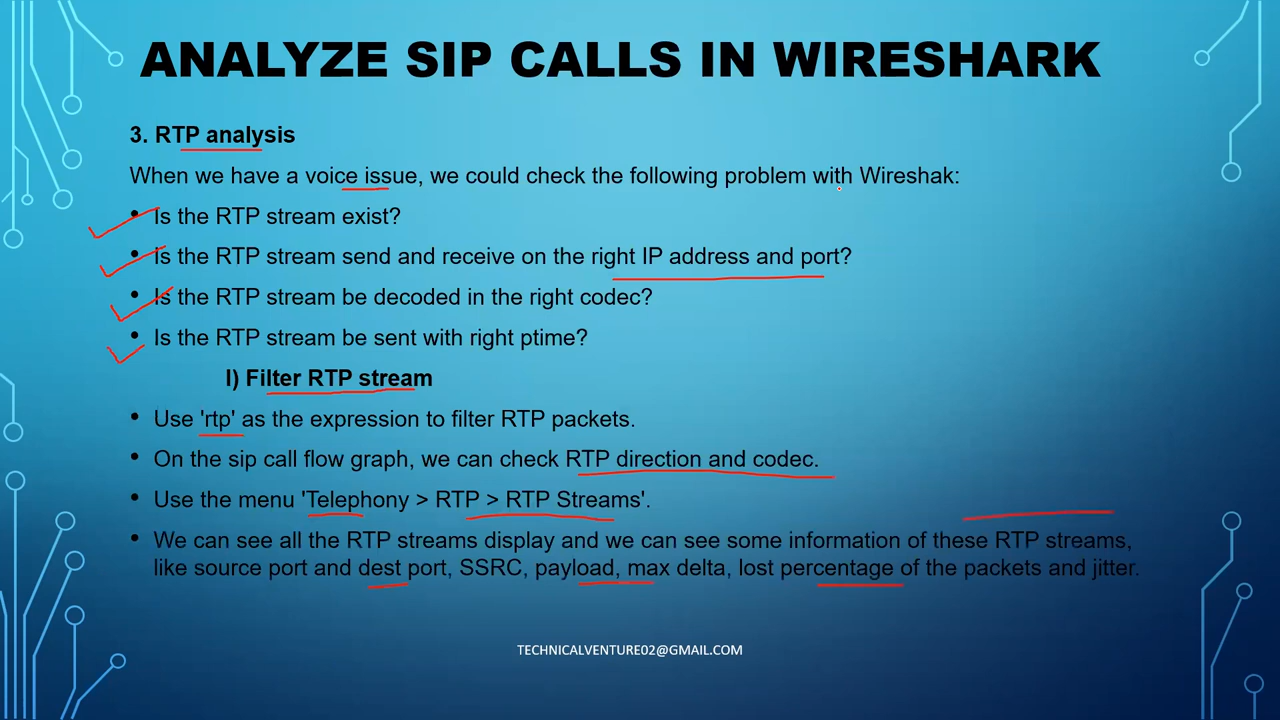 ANALYZE SIP CALLS IN WIRESHARK
3. RTP analysis
When we have a voice issue, we could check the following problem with Wireshak:
• Is the RTP stream exist?
• Is the RTP stream send and receive on the right IP address and port?
• Is the RTP stream be decoded in the right codec?
• Is the RTP stream be sent with right ptime?
I) Filter RTP stream
• Use 'rtp' as the expression to filter RTP packets.
• On the sip call flow graph, we can check RTP direction and codec.
• Use the menu 'Telephony > RTP > RTP Streams'.
• We can see all the RTP streams display and we can see some information of these RTP streams,
like source port and dest port, SSRC, payload, max delta, lost percentage of the packets and jitter.
TECHNICALVENTURE02@GMAIL.COM